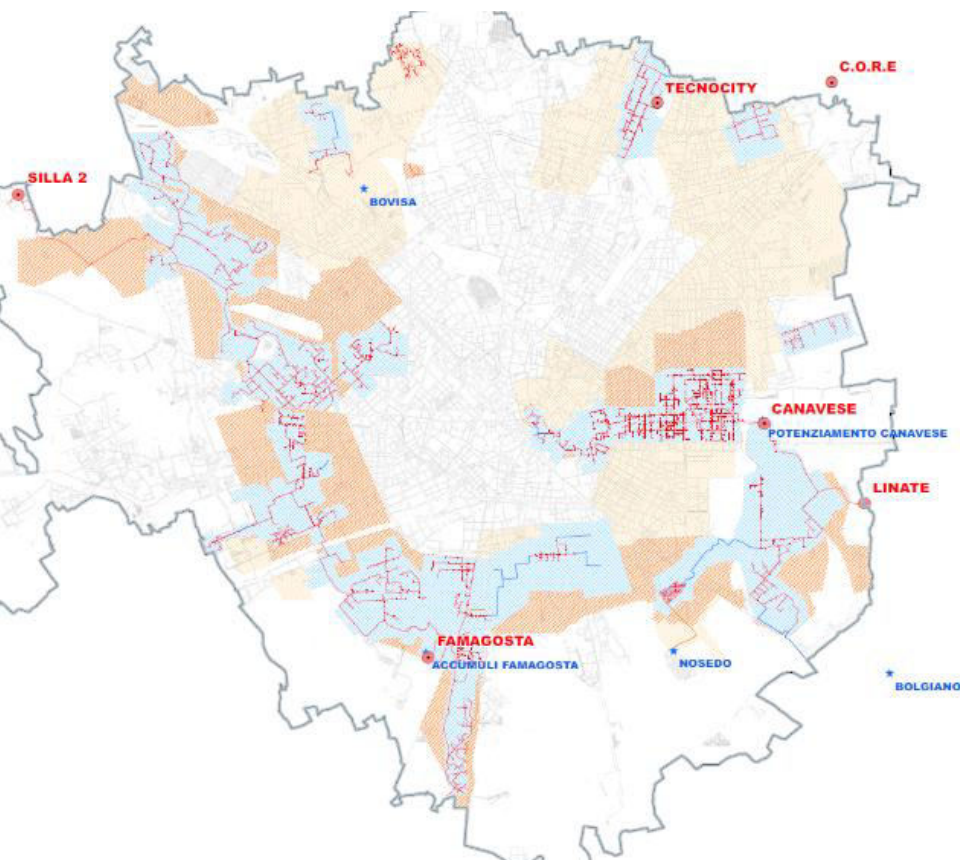 C.O.R.E
TECNOCITY
SILLA 2
BOVISA
CANAVESE
POTENZIAMENTO CANAVESE
LINATE
FAMAGOSTA
ACCUMULI FAMAGOSTA
NOSEDO
BOLGIANO